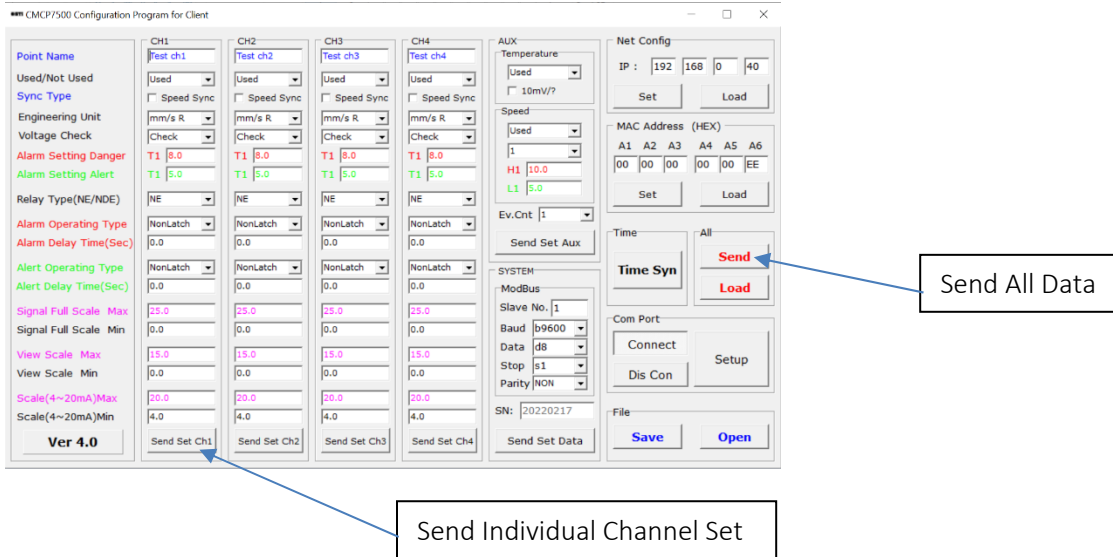 CMCP7500 Configuration Program for Client
CH1 CH2 CH3 CH4 AUX Net Config
Point Name Test ch1 Test ch2 Test ch3 Test ch4
Used/Not Used Used Used Used Used
Sync Type Speed Sync Speed Sync Speed Sync Speed Sync
Engineering Unit mm/s R mm/s R mm/s R mm/s R
Voltage Check Check Check Check Check
Alarm Setting Danger T1 8.0 T1 8.0 T1 8.0 T1 8.0
Alarm Setting Alert T1 5.0 T1 5.0 T1 5.0 T1 5.0
Relay Type(NE/NDE) NE NE NE NE
Alarm Operating Type NonLatch NonLatch NonLatch NonLatch
Alarm Delay Time(Sec) 0.0 0.0 0.0 0.0
Alert Operating Type NonLatch NonLatch NonLatch NonLatch
Alert Delay Time(Sec) 0.0 0.0 0.0 0.0
Signal Full Scale Max 25.0 25.0 25.0 25.0
Signal Full Scale Min 0.0 0.0 0.0 0.0
View Scale Max 15.0 15.0 15.0 15.0
View Scale Min 0.0 0.0 0.0 0.0
Scale(4~20mA)Max 20.0 20.0 20.0 20.0
Scale(4~20mA)Min 4.0 4.0 4.0 4.0
Ver 4.0 Send Set Ch1 Send Set Ch2 Send Set Ch3 Send Set Ch4
Temperature
Used
10mV/?
Speed
Used
1
H1 10.0
L1 5.0
Ev.Cnt 1
Send Set Aux
SYSTEM
ModBus
Slave No. 1
Baud b9600
Data d8
Stop s1
Parity NON
SN: 20220217
Send Set Data
IP : 192 168 0 40
Set Load
MAC Address (HEX)
A1 A2 A3 A4 A5 A6
00 00 00 00 00 EE
Set Load
Time All
Time Syn Send
Load
Com Port
Connect
Dis Con Setup
File
Save Open
Send All Data
Send Individual Channel Set